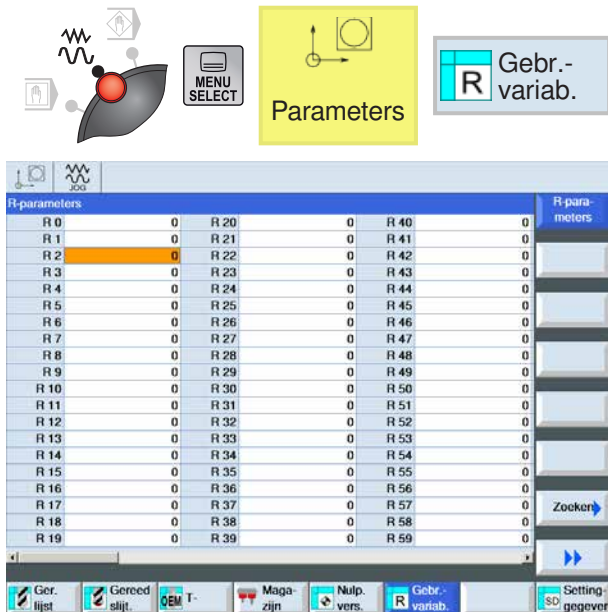 MENU
SELECT
Parameters
R
Gebr.-
variab.
JOG
R-parameters
R-para-
meters
R 0 0 R 20 0 R 40 0
R 1 0 R 21 0 R 41 0
R 2 0 R 22 0 R 42 0
R 3 0 R 23 0 R 43 0
R 4 0 R 24 0 R 44 0
R 5 0 R 25 0 R 45 0
R 6 0 R 26 0 R 46 0
R 7 0 R 27 0 R 47 0
R 8 0 R 28 0 R 48 0
R 9 0 R 29 0 R 49 0
R 10 0 R 30 0 R 50 0
R 11 0 R 31 0 R 51 0
R 12 0 R 32 0 R 52 0
R 13 0 R 33 0 R 53 0
R 14 0 R 34 0 R 54 0
R 15 0 R 35 0 R 55 0
R 16 0 R 36 0 R 56 0
R 17 0 R 37 0 R 57 0
R 18 0 R 38 0 R 58 0
R 19 0 R 39 0 R 59 0
Zoeken
Ger.
lijst
Gereed
slijt.
OEM T-
Maga-
zijn
Nulp.
vers.
R
Gebr.-
variab.
SD
Setting
gegeven